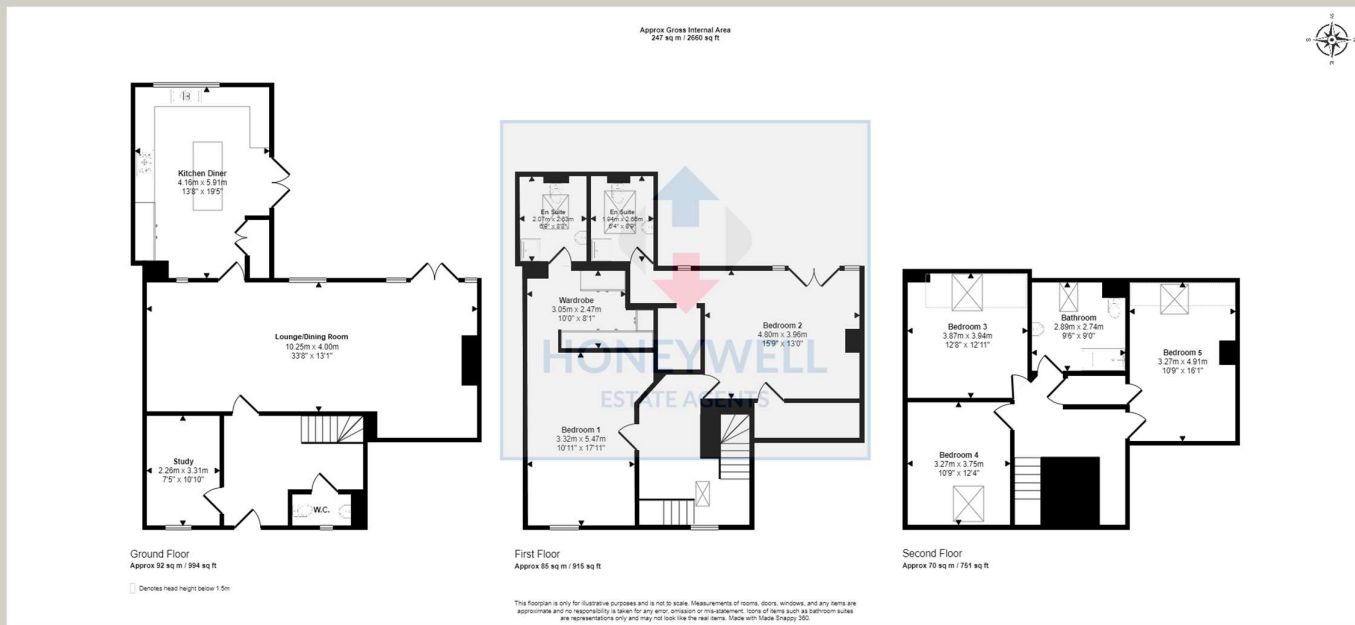 Approx Gross Internal Area
247 sq m / 2660 sq ft
Kitchen Diner
4.16m x 5.91m
13'8" x 19'5"
Lounge/Dining Room
10.25m x 4.00m
33'8" x 13'1"
Study
2.26m x 3.31m
7'5" x 10'10"
W.C.
Ground Floor
Approx 92 sq m / 994 sq ft
Denotes head height below 1.5m
En Suite
2.07m x 2.63m
En Suite
1.94m x 2.66m
Wardrobe
3.05m x 2.47m
10'0" x 8'1"
Bedroom 2
4.80m x 3.96m
15'9" x 13'0"
HONEYWELL
ESTATE AGENTS
Bedroom 1
3.32m x 5.47m
10'11" x 17'11"
First Floor
Approx 85 sq m / 915 sq ft
Bedroom 3
3.87m x 3.94m
12'8" x 12'11"
Bathroom
2.89m x 2.74m
9'6" x 9'0"
Bedroom 5
3.27m x 4.91m
10'9" x 16'1"
Bedroom 4
3.27m x 3.75m
10'9" x 12'4"
Second Floor
Approx 70 sq m / 751 sq ft
This floorplan is only for illustrative purposes and is not to scale. Measurements of rooms, doors, windows, and any items are
approximate and no responsibility is taken for any error, omission or mis-statement. Icons of items such as bathroom suites
are representations only and may not look like the real items. Made with Made Snappy 360.